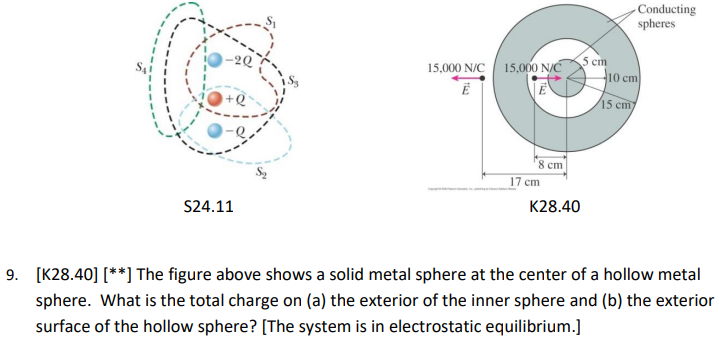 S₁
−2Q
S₄
S₃
+Q
−Q
S₂
S24.11
Conducting
spheres
15,000 N/C
15,000 N/C
5 cm
10 cm
E⃗
E⃗
15 cm
8 cm
17 cm
K28.40
9. [K28.40] [**] The figure above shows a solid metal sphere at the center of a hollow metal
sphere. What is the total charge on (a) the exterior of the inner sphere and (b) the exterior
surface of the hollow sphere? [The system is in electrostatic equilibrium.]